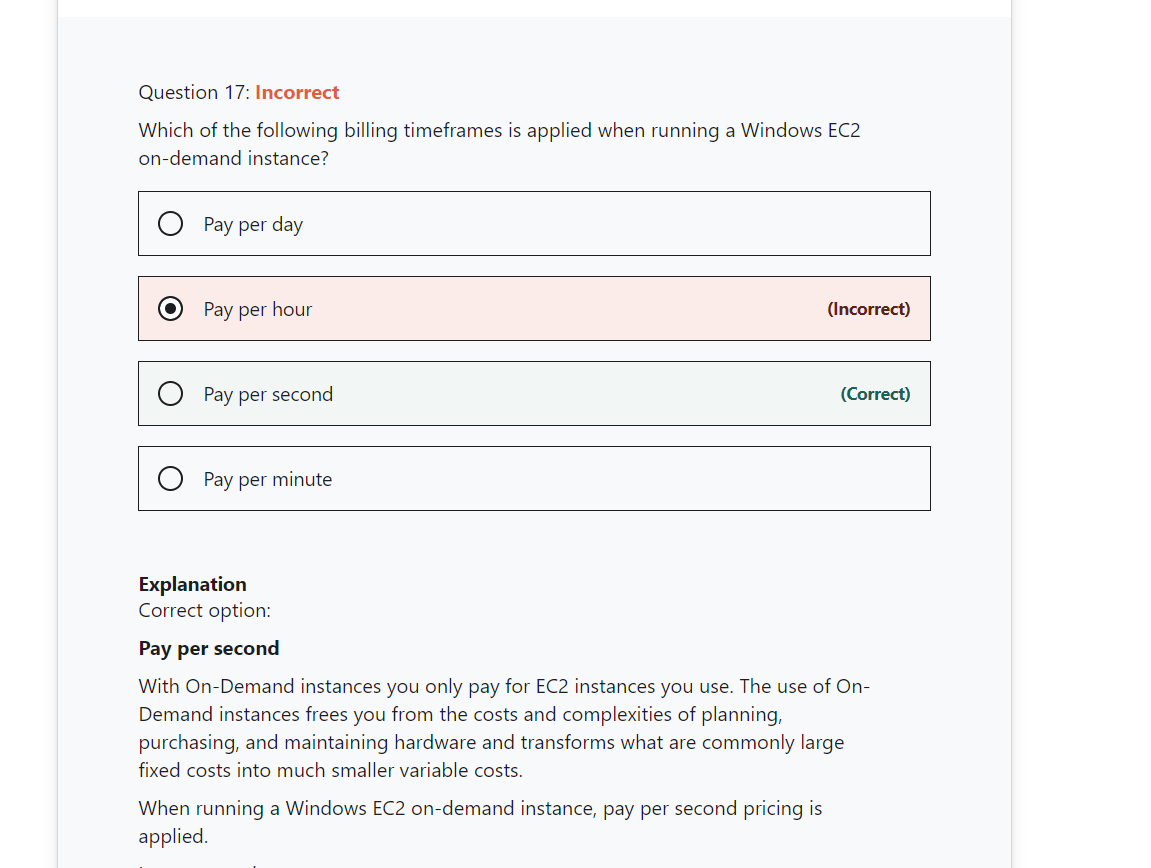 Question 17: Incorrect
Which of the following billing timeframes is applied when running a Windows EC2
on-demand instance?
Pay per day
Pay per hour (Incorrect)
Pay per second (Correct)
Pay per minute
Explanation
Correct option:
Pay per second
With On-Demand instances you only pay for EC2 instances you use. The use of On-
Demand instances frees you from the costs and complexities of planning,
purchasing, and maintaining hardware and transforms what are commonly large
fixed costs into much smaller variable costs.
When running a Windows EC2 on-demand instance, pay per second pricing is
applied.